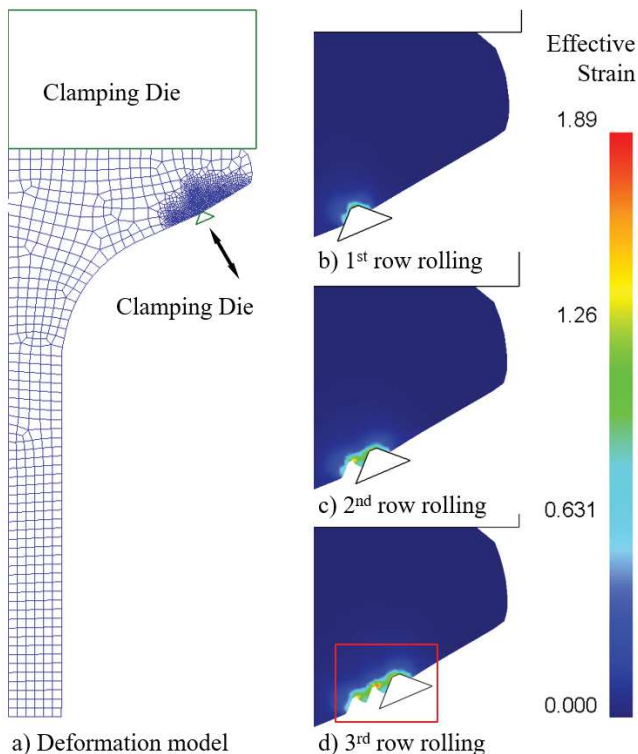 Clamping Die
Clamping Die
a) Deformation model
b) 1st row rolling
c) 2nd row rolling
d) 3rd row rolling
Effective
Strain
1.89
1.26
0.631
0.000